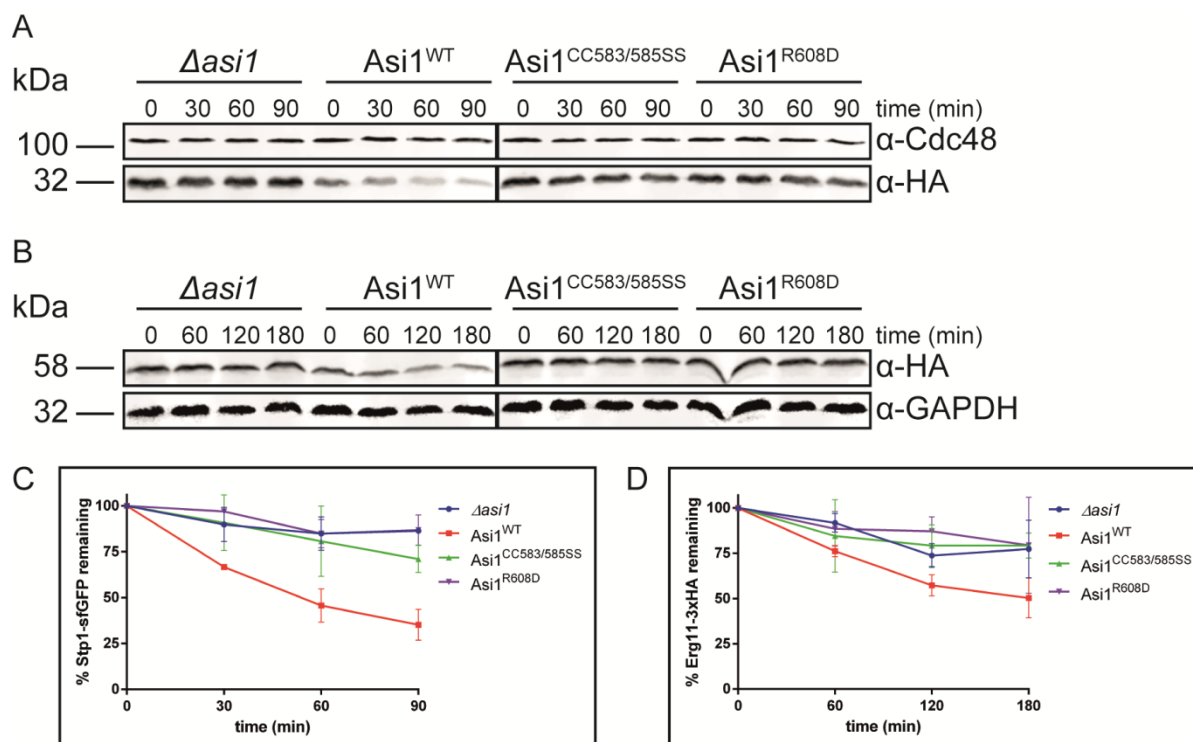 A
kDa
Δasi1 Asi1WT Asi1CC583/585SS Asi1R608D
0 30 60 90 0 30 60 90 0 30 60 90 0 30 60 90 time (min)
100 α-Cdc48
32 α-HA
B
kDa
Δasi1 Asi1WT Asi1CC583/585SS Asi1R608D
0 60 120 180 0 60 120 180 0 60 120 180 0 60 120 180 time (min)
58 α-HA
32 α-GAPDH
C
% Stp1-sfGFP remaining
100
75
50
25
0
0 30 60 90
time (min)
Δasi1
Asi1WT
Asi1CC583/585SS
Asi1R608D
D
% Erg11-3xHA remaining
100
75
50
25
0
0 60 120 180
time (min)
Δasi1
Asi1WT
Asi1CC583/585SS
Asi1R608D